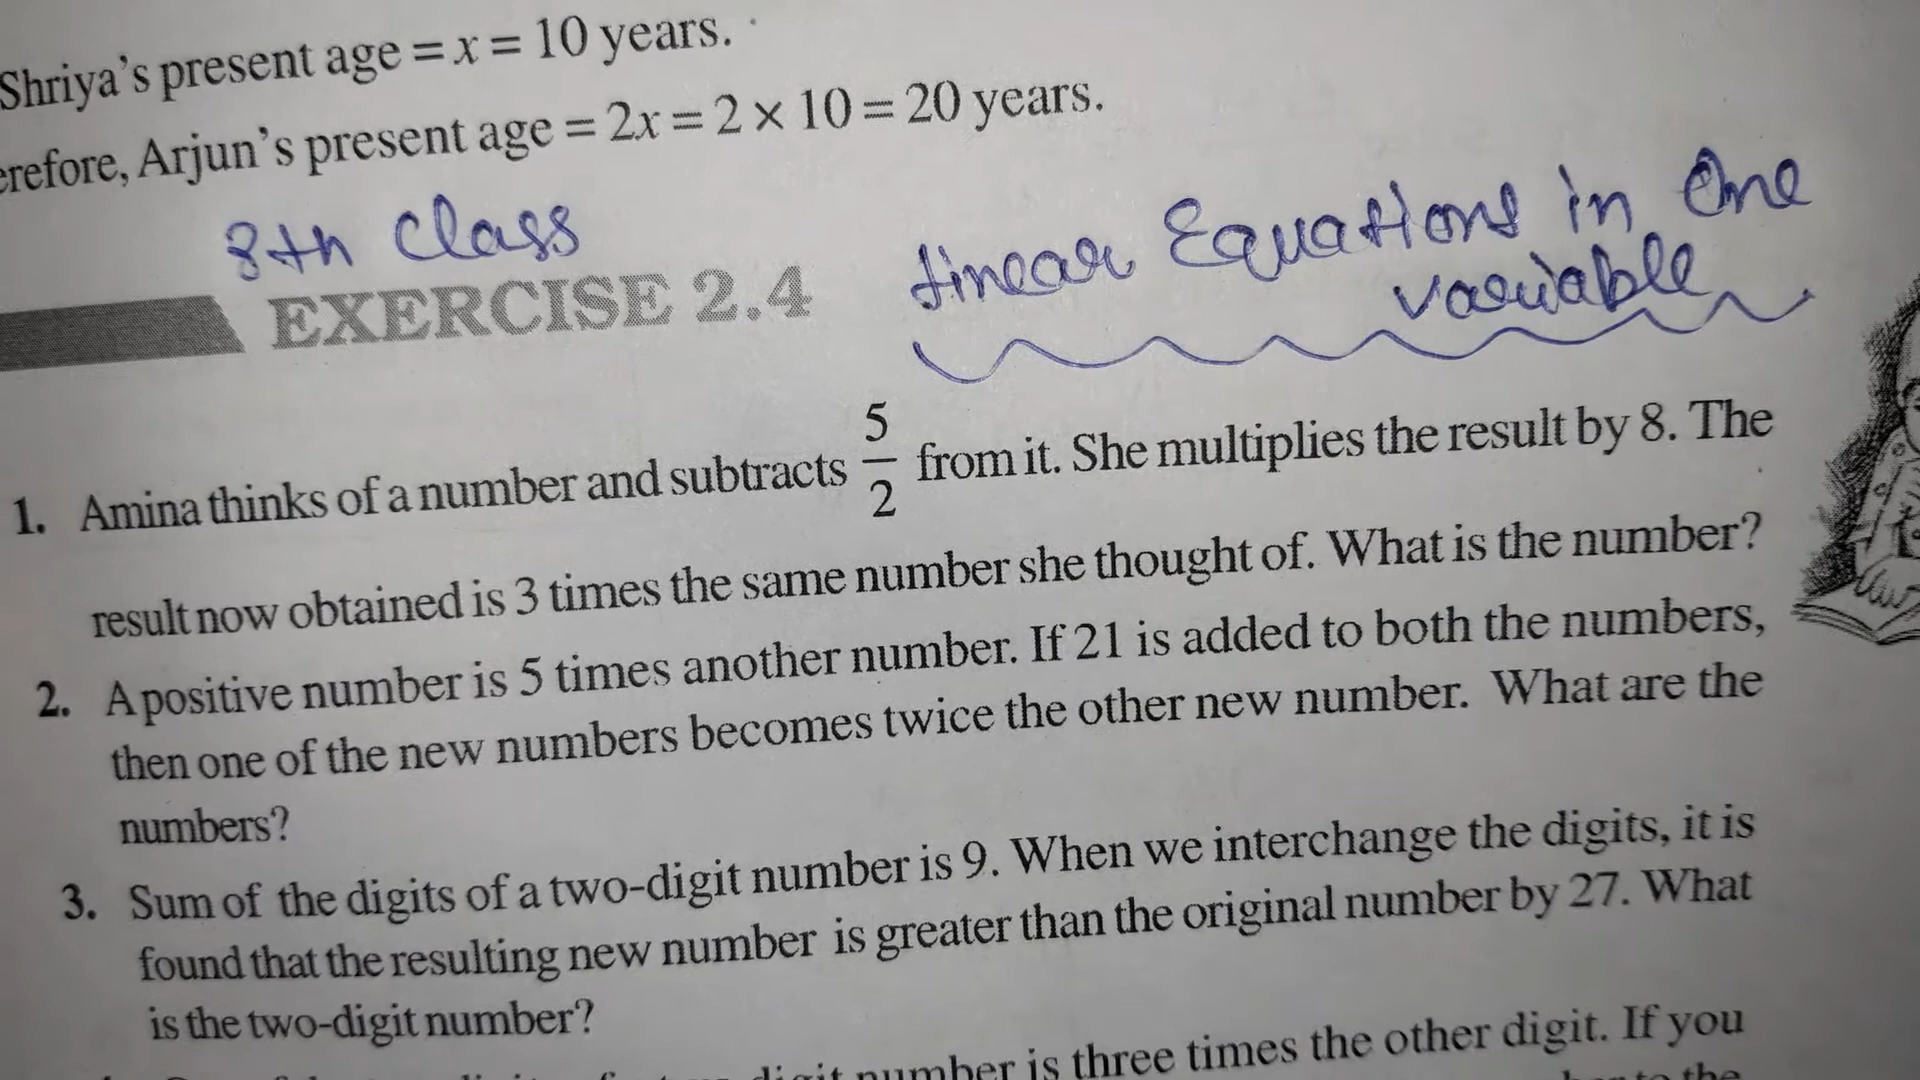 Shriya's present age = x = 10 years.
erefore, Arjun's present age = 2x = 2 × 10 = 20 years.
8th Class
Linear Equations in One
variable
EXERCISE 2.4
1. Amina thinks of a number and subtracts 5/2 from it. She multiplies the result by 8. The
result now obtained is 3 times the same number she thought of. What is the number?
2. A positive number is 5 times another number. If 21 is added to both the numbers,
then one of the new numbers becomes twice the other new number. What are the
numbers?
3. Sum of the digits of a two-digit number is 9. When we interchange the digits, it is
found that the resulting new number is greater than the original number by 27. What
is the two-digit number?
digit number is three times the other digit. If you
to the